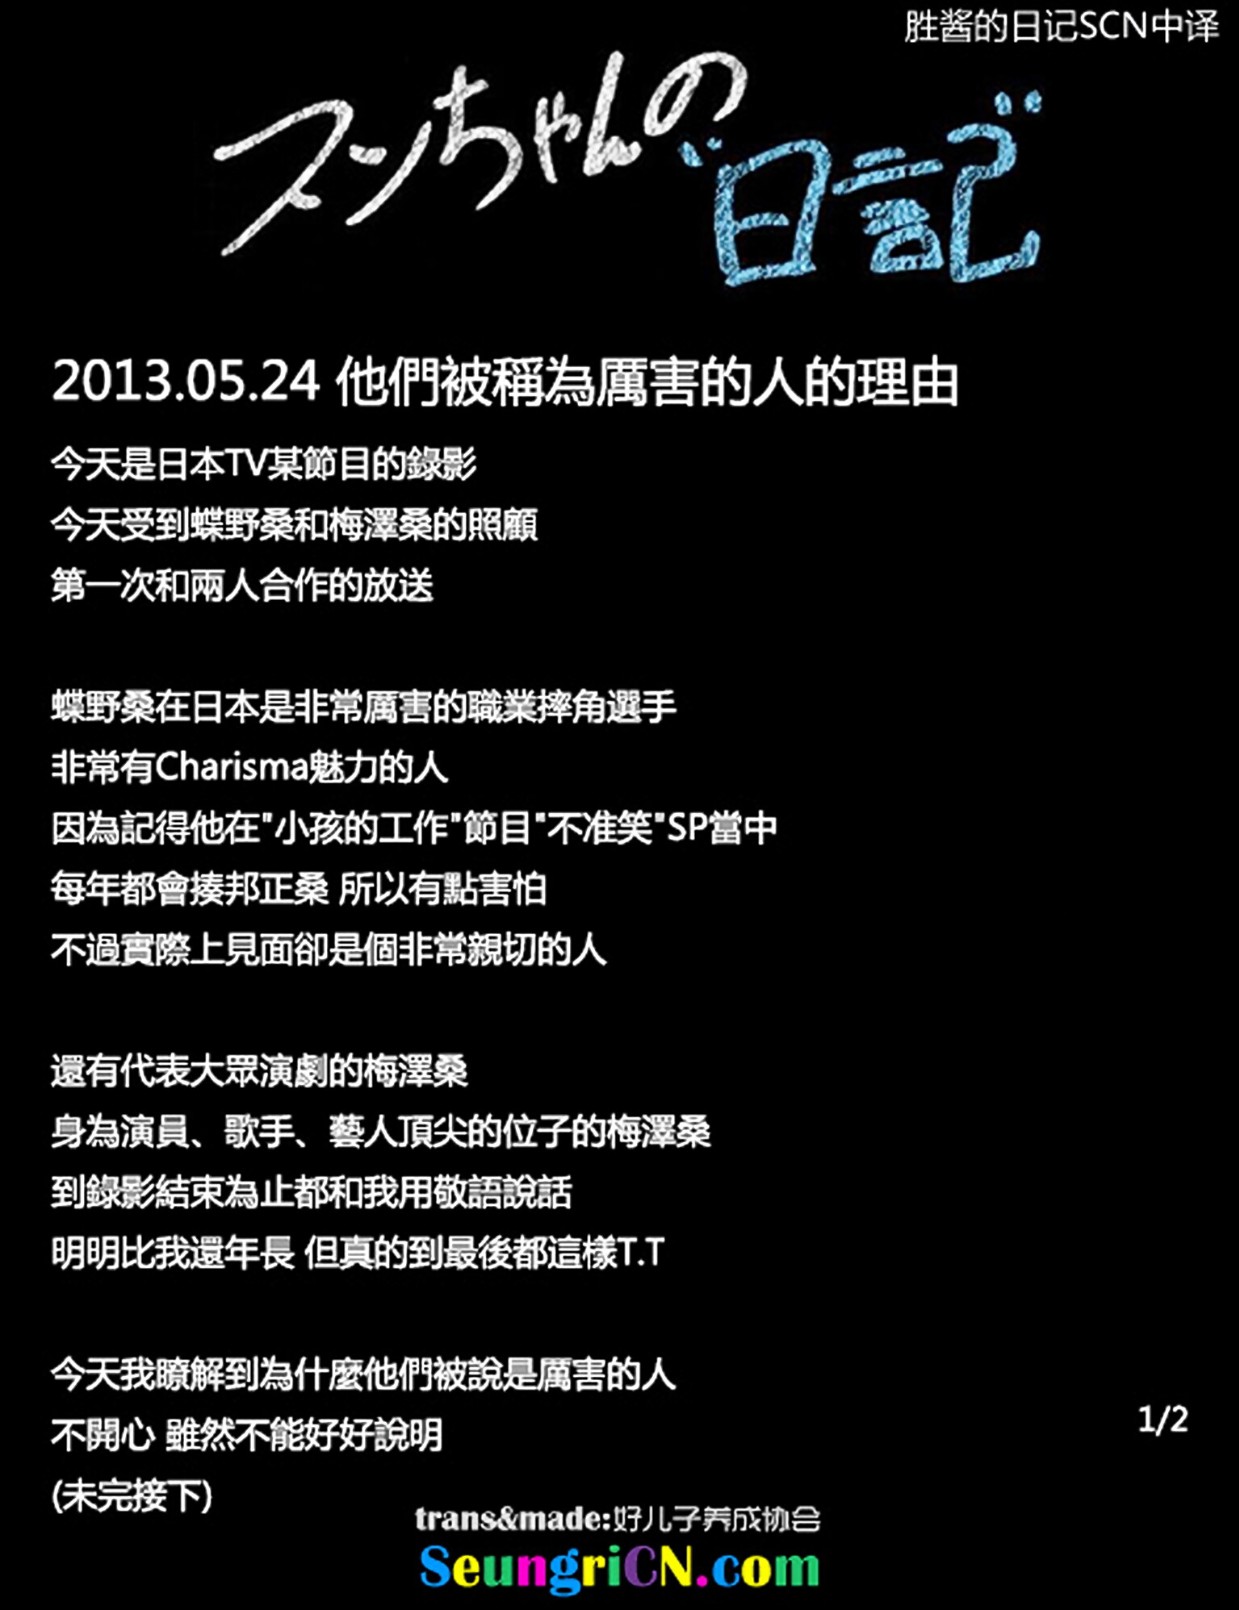 胜酱的日记SCN中译
スンちゃんの
日記
2013.05.24 他們被稱為厲害的人的理由
今天是日本TV某節目的錄影
今天受到蝶野桑和梅澤桑的照顧
第一次和兩人合作的放送
蝶野桑在日本是非常厲害的職業摔角選手
非常有Charisma魅力的人
因為記得他在"小孩的工作"節目"不准笑"SP當中
每年都會揍邦正桑 所以有點害怕
不過實際上見面卻是個非常親切的人
還有代表大眾演劇的梅澤桑
身為演員、歌手、藝人頂尖的位子的梅澤桑
到錄影結束為止都和我用敬語說話
明明比我還年長 但真的到最後都這樣T.T
今天我瞭解到為什麼他們被說是厲害的人
不開心 雖然不能好好說明
(未完接下)
1/2
trans&made:好儿子养成协会
SeungriCN.com